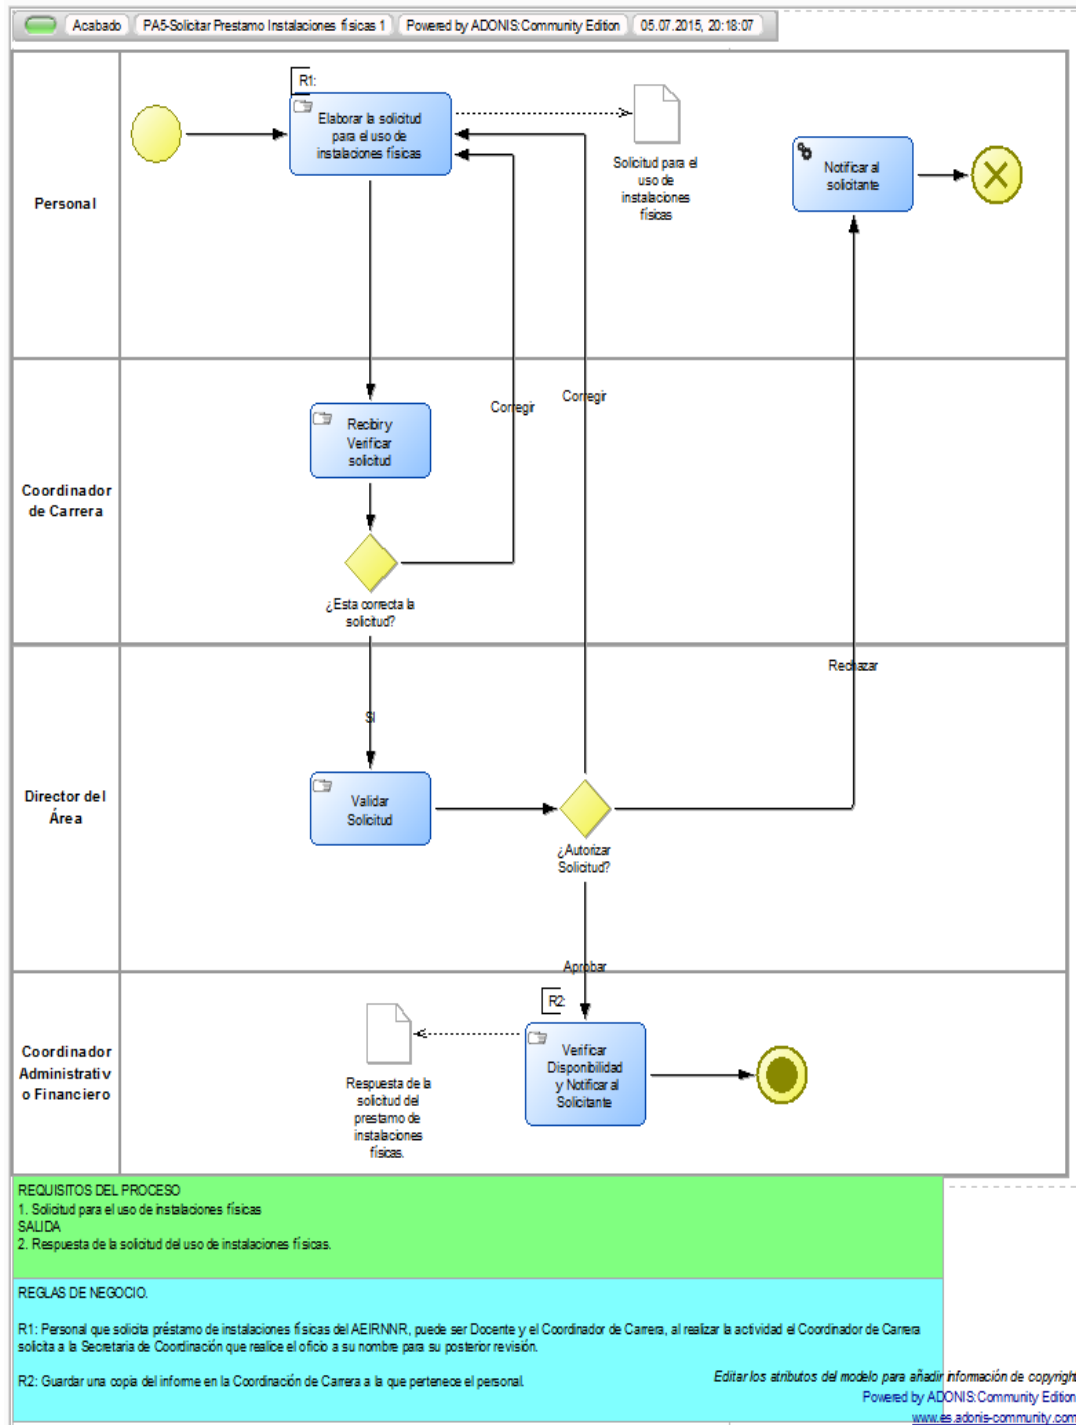 Acabado PA5-Solicitar Prestamo Instalaciones físicas 1 Powered by ADONIS:Community Edition 05.07.2015, 20:18:07
R1:
Elaborar la solicitud
para el uso de
instalaciones físicas
Solicitud para el
uso de
instalaciones
físicas
Notificar al
solicitante
Personal
Corregir
Corregir
Recibir y
Verificar
solicitud
Coordinador
de Carrera
¿Esta correcta la
solicitud?
Rechazar
SI
Validar
Solicitud
Director del
Área
¿Autorizar
Solicitud?
Aprobar
R2:
Verificar
Disponibilidad
y Notificar al
Solicitante
Coordinador
Administrativ
o Financiero
Respuesta de la
solicitud del
prestamo de
instalaciones
físicas.
REQUISITOS DEL PROCESO
1. Solicitud para el uso de instalaciones físicas
SALIDA
2. Respuesta de la solicitud del uso de instalaciones físicas.
REGLAS DE NEGOCIO.
R1: Personal que solicita préstamo de instalaciones físicas del AEIRNNR, puede ser Docente y el Coordinador de Carrera, al realizar la actividad el Coordinador de Carrera
solicita a la Secretaria de Coordinación que realice el oficio a su nombre para su posterior revisión.
R2: Guardar una copia del informe en la Coordinación de Carrera a la que pertenece el personal.
Editar los atributos del modelo para añadir información de copyright
Powered by ADONIS:Community Edition
www.es.adonis-community.com